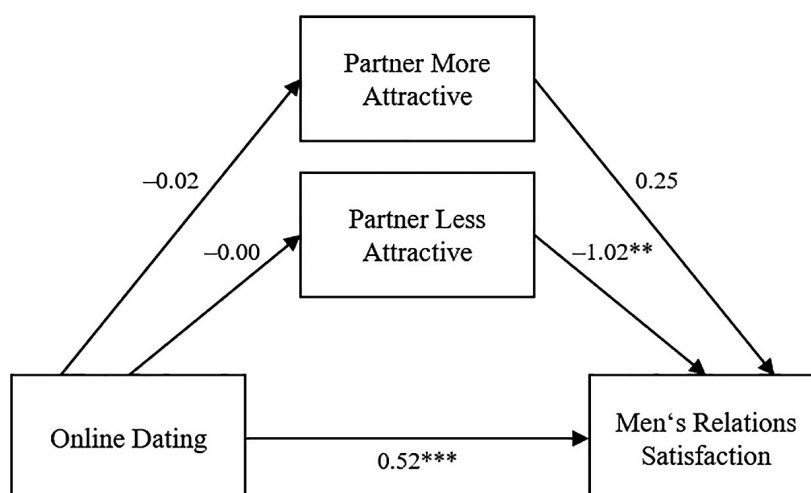 Partner More
Attractive
−0.02
0.25
Partner Less
Attractive
−0.00
−1.02**
Online Dating
0.52***
Men‘s Relations
Satisfaction